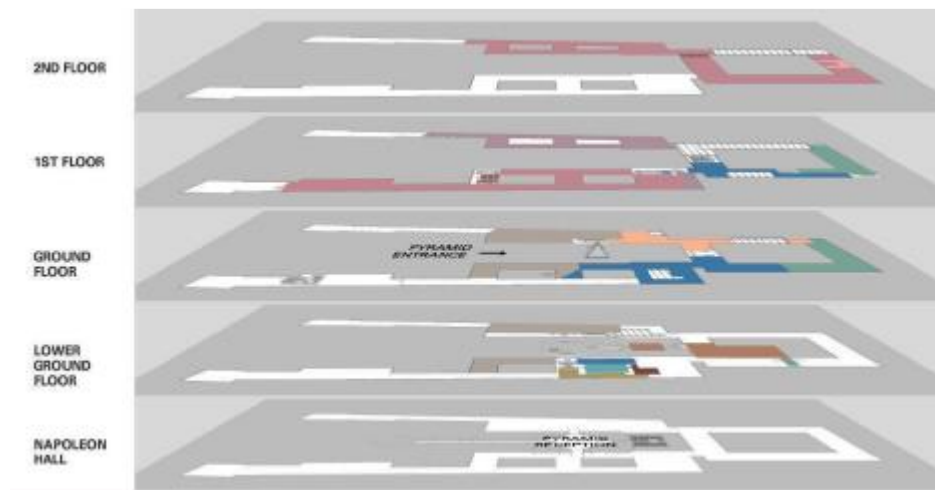 2ND FLOOR
1ST FLOOR
PYRAMID
ENTRANCE
GROUND
FLOOR
LOWER
GROUND
FLOOR
NAPOLEON
HALL
PYRAMID
RECEPTION